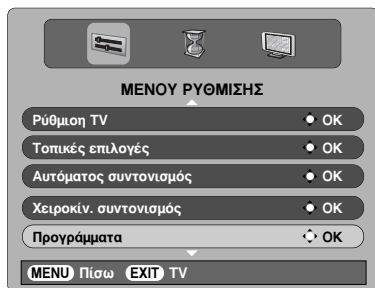 ΜΕΝΟΥ ΡΥΘΜΙΣΗΣ
Ρύθμιση TV OK
Τοπικές επιλογές OK
Αυτόματος συντονισμός OK
Χειροκίν. συντονισμός OK
Προγράμματα OK
MENU Πίσω EXIT TV